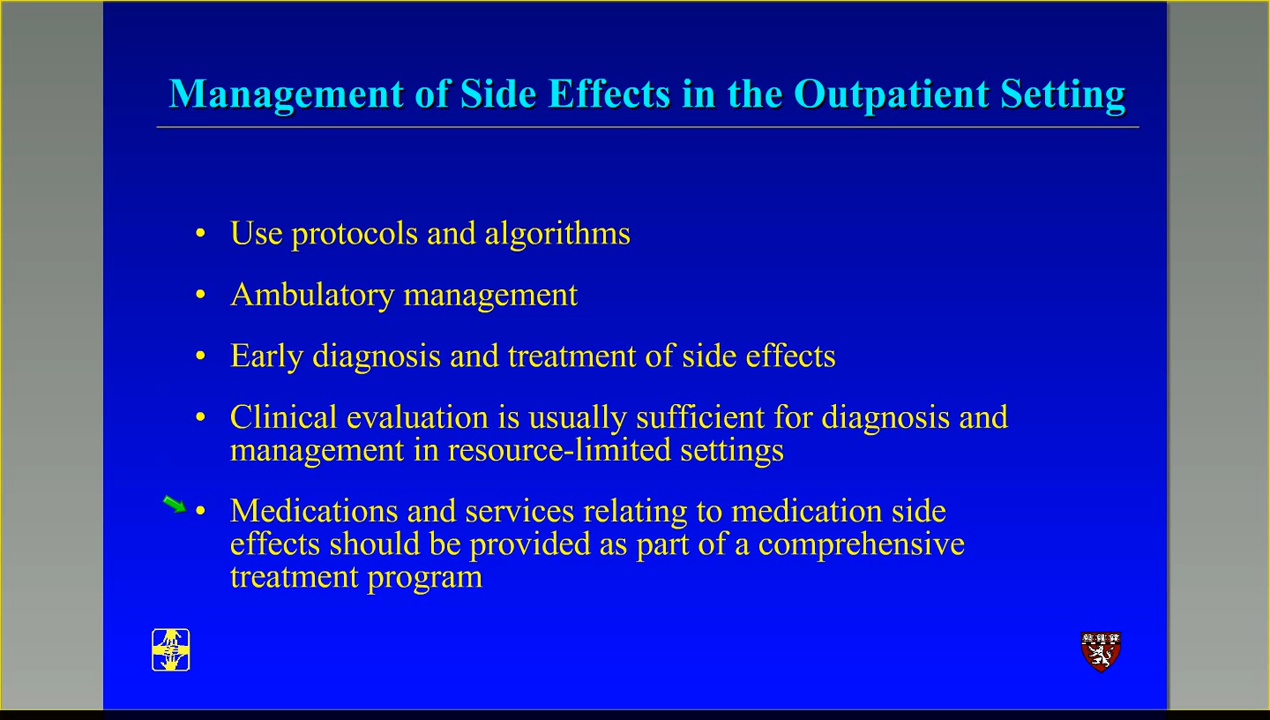 Management of Side Effects in the Outpatient Setting
• Use protocols and algorithms
• Ambulatory management
• Early diagnosis and treatment of side effects
• Clinical evaluation is usually sufficient for diagnosis and
management in resource-limited settings
• Medications and services relating to medication side
effects should be provided as part of a comprehensive
treatment program